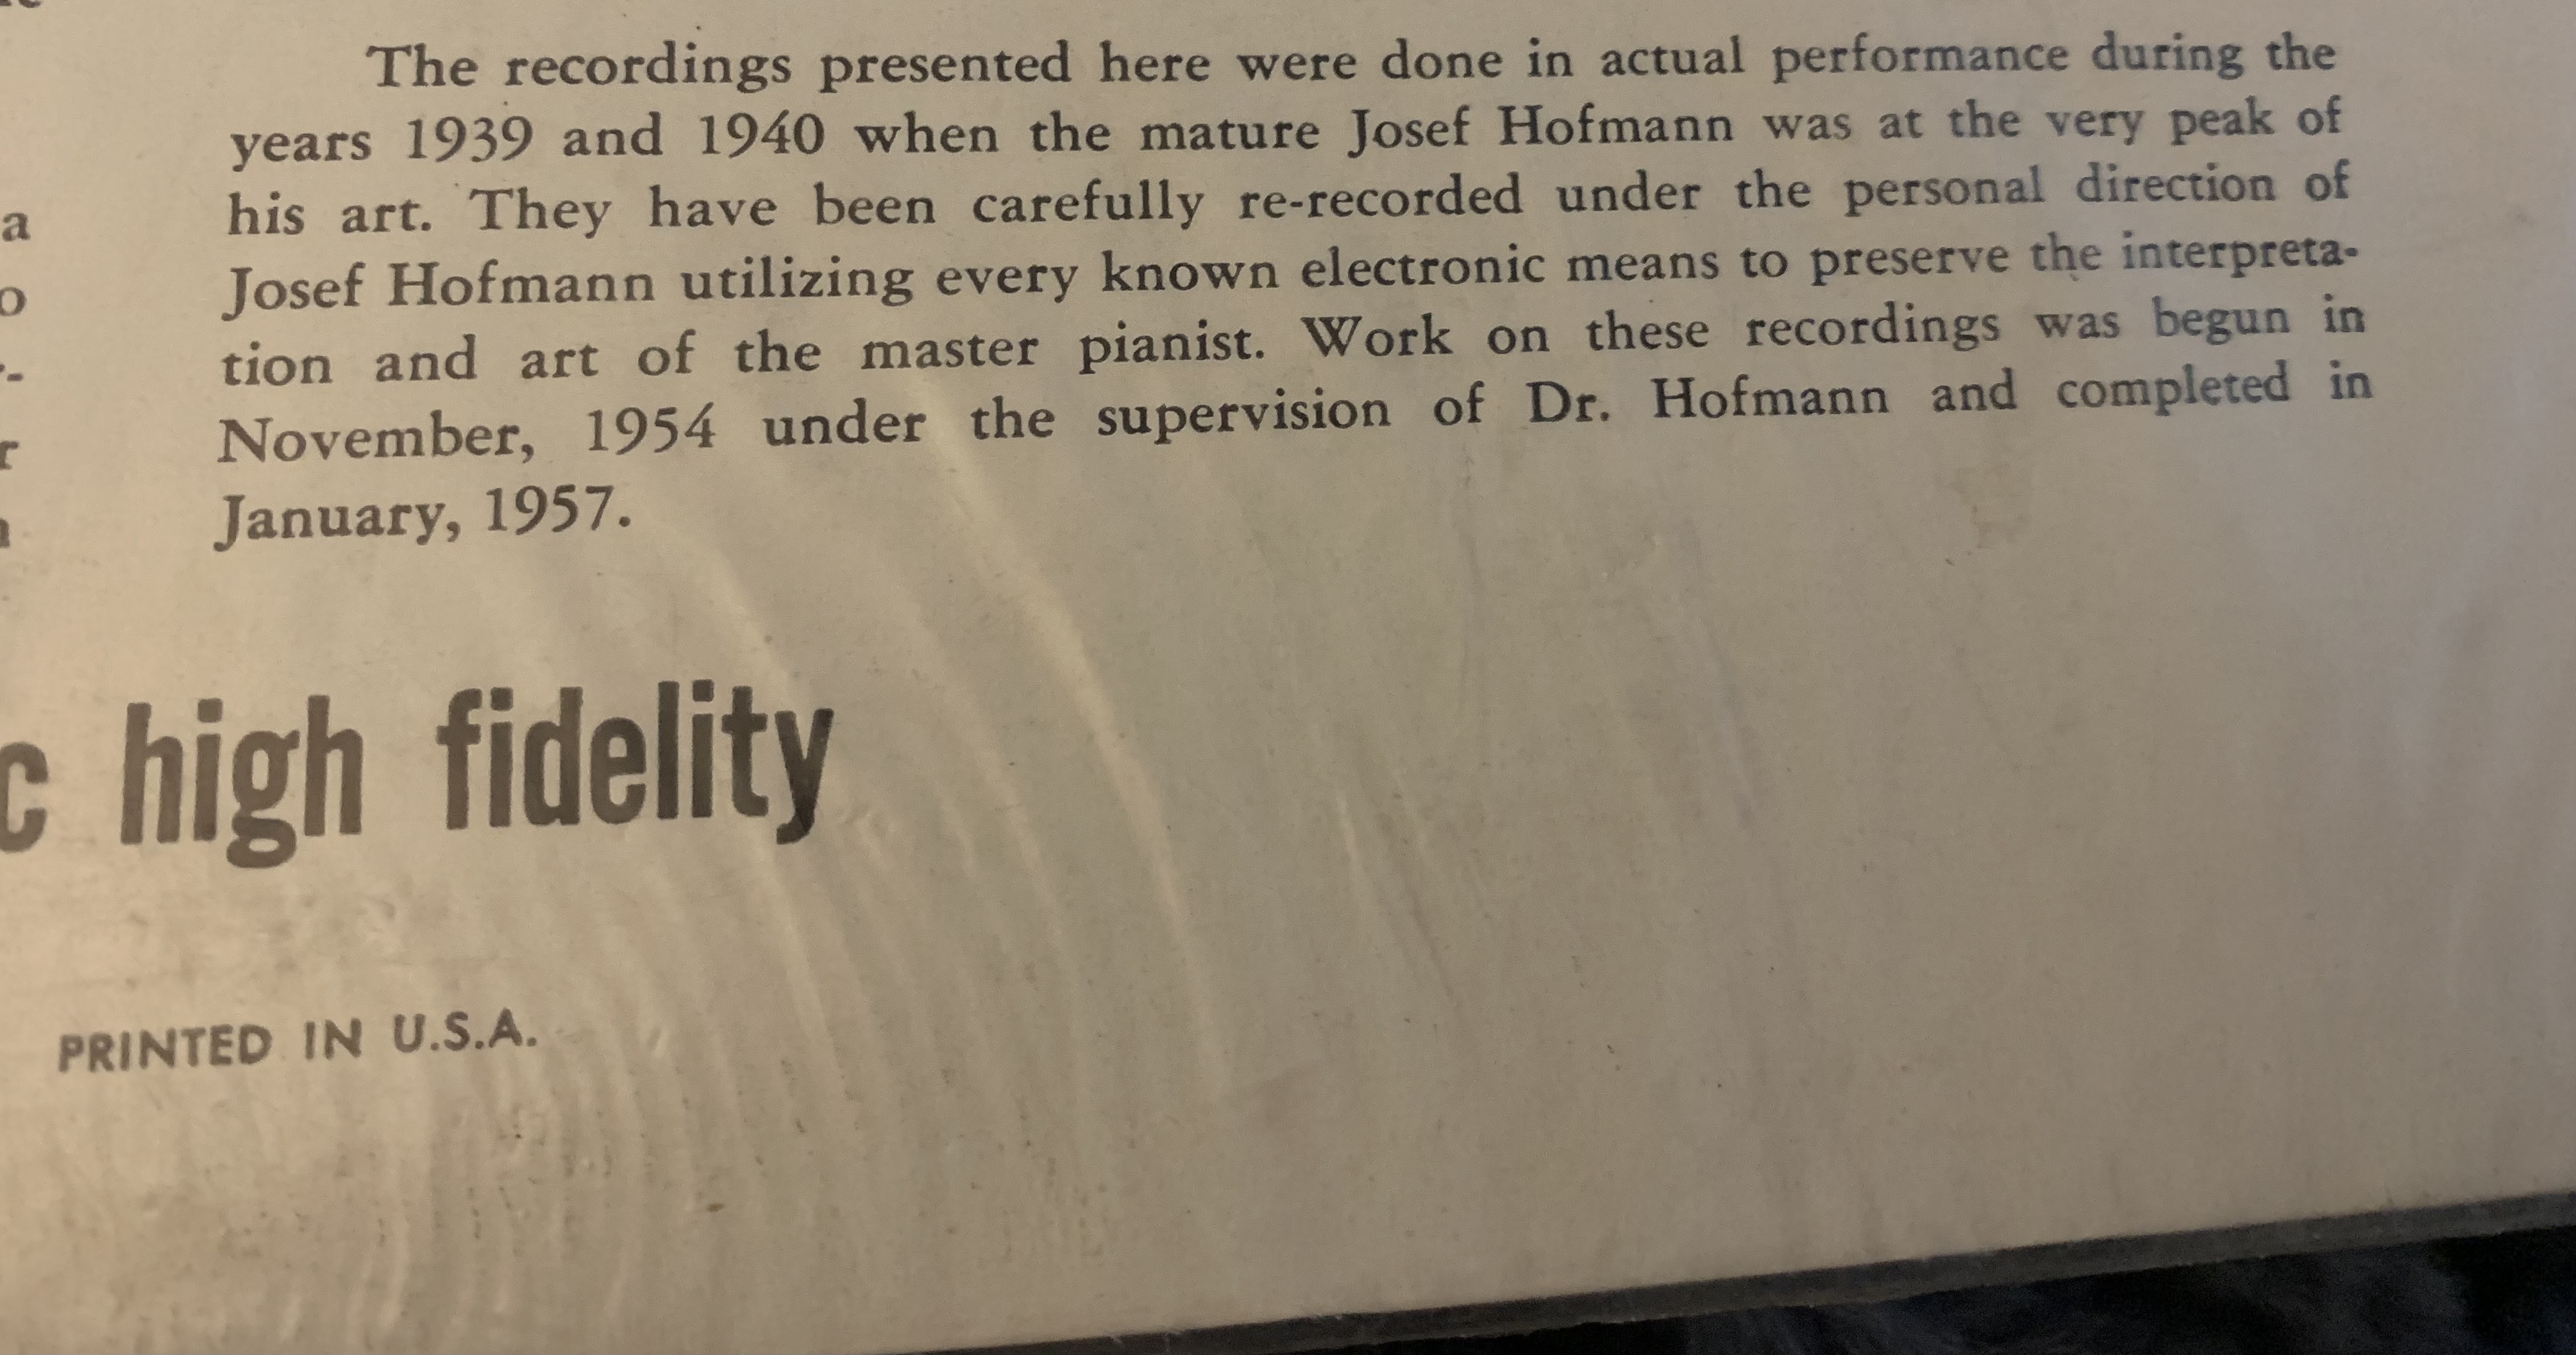 The recordings presented here were done in actual performance during the
years 1939 and 1940 when the mature Josef Hofmann was at the very peak of
his art. They have been carefully re-recorded under the personal direction of
Josef Hofmann utilizing every known electronic means to preserve the interpreta-
tion and art of the master pianist. Work on these recordings was begun in
November, 1954 under the supervision of Dr. Hofmann and completed in
January, 1957.
high fidelity
PRINTED IN U.S.A.